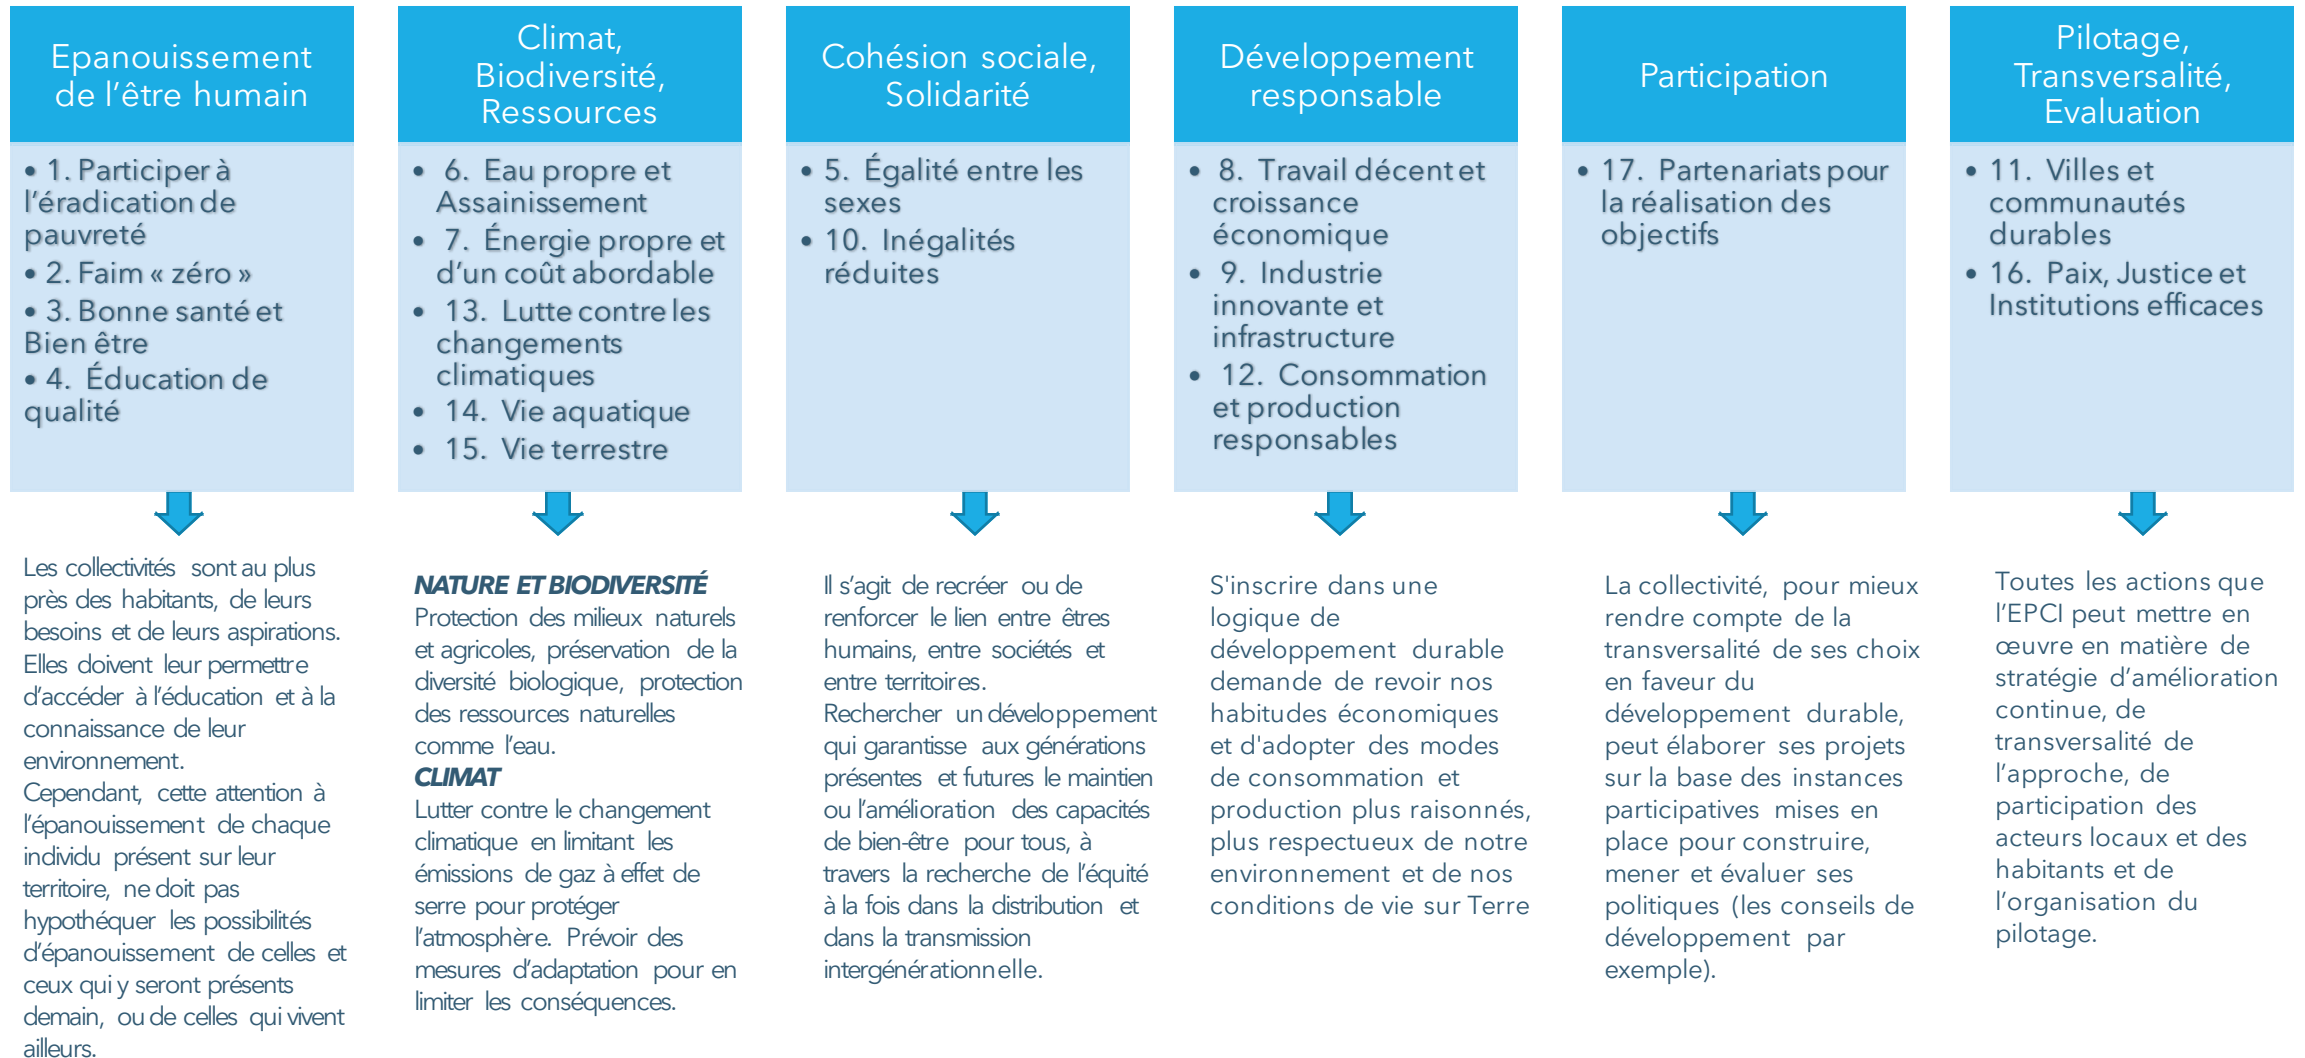 Epanouissement
de l’être humain
• 1. Participer à
l’éradication de
pauvreté
• 2. Faim « zéro »
• 3. Bonne santé et
Bien être
• 4. Éducation de
qualité
Les collectivités sont au plus
près des habitants, de leurs
besoins et de leurs aspirations.
Elles doivent leur permettre
d’accéder à l’éducation et à la
connaissance de leur
environnement.
Cependant, cette attention à
l’épanouissement de chaque
individu présent sur leur
territoire, ne doit pas
hypothéquer les possibilités
d’épanouissement de celles et
ceux qui y seront présents
demain, ou de celles qui vivent
ailleurs.
Climat,
Biodiversité,
Ressources
• 6. Eau propre et
Assainissement
• 7. Énergie propre et
d’un coût abordable
• 13. Lutte contre les
changements
climatiques
• 14. Vie aquatique
• 15. Vie terrestre
NATURE ET BIODIVERSITÉ
Protection des milieux naturels
et agricoles, préservation de la
diversité biologique, protection
des ressources naturelles
comme l’eau.
CLIMAT
Lutter contre le changement
climatique en limitant les
émissions de gaz à effet de
serre pour protéger
l’atmosphère. Prévoir des
mesures d’adaptation pour en
limiter les conséquences.
Cohésion sociale,
Solidarité
• 5. Égalité entre les
sexes
• 10. Inégalités
réduites
Il s’agit de recréer ou de
renforcer le lien entre êtres
humains, entre sociétés et
entre territoires.
Rechercher un développement
qui garantisse aux générations
présentes et futures le maintien
ou l’amélioration des capacités
de bien-être pour tous, à
travers la recherche de l’équité
à la fois dans la distribution et
dans la transmission
intergénérationnelle.
Développement
responsable
• 8. Travail décent et
croissance
économique
• 9. Industrie
innovante et
infrastructure
• 12. Consommation
et production
responsables
S'inscrire dans une
logique de
développement durable
demande de revoir nos
habitudes économiques
et d'adopter des modes
de consommation et
production plus raisonnés,
plus respectueux de notre
environnement et de nos
conditions de vie sur Terre
Participation
• 17. Partenariats pour
la réalisation des
objectifs
La collectivité, pour mieux
rendre compte de la
transversalité de ses choix
en faveur du
développement durable,
peut élaborer ses projets
sur la base des instances
participatives mises en
place pour construire,
mener et évaluer ses
politiques (les conseils de
développement par
exemple).
Pilotage,
Transversalité,
Evaluation
• 11. Villes et
communautés
durables
• 16. Paix, Justice et
Institutions efficaces
Toutes les actions que
l’EPCI peut mettre en
œuvre en matière de
stratégie d’amélioration
continue, de
transversalité de
l’approche, de
participation des
acteurs locaux et des
habitants et de
l’organisation du
pilotage.